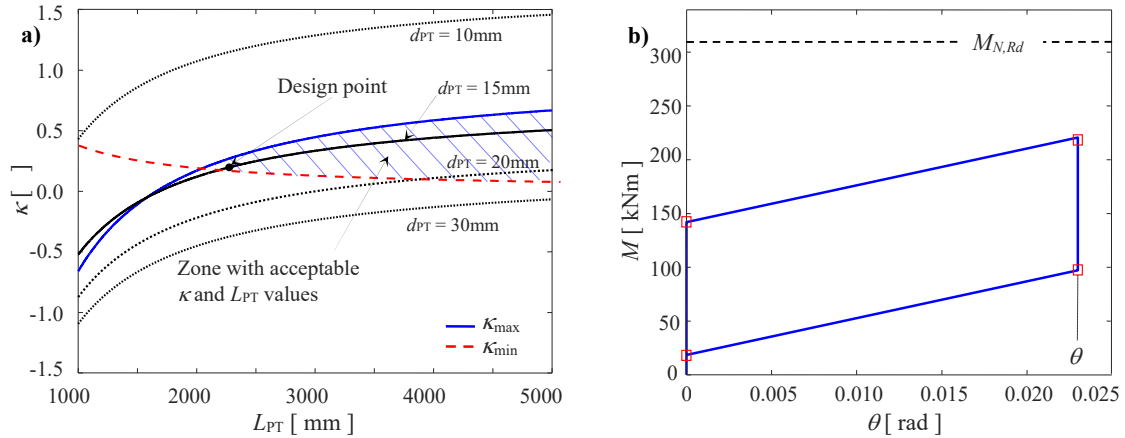 a)
1.5
1.0
0.5
0.0
-0.5
-1.0
-1.5
κ [ ]
dPT = 10mm
Design point
dPT = 15mm
dPT = 20mm
dPT = 30mm
Zone with acceptable
κ and LPT values
κmax
κmin
1000 2000 3000 4000 5000
LPT [ mm ]
b)
300
250
200
150
100
50
0
M [ kNm ]
MN,Rd
θ
0 0.005 0.010 0.015 0.020 0.025
θ [ rad ]